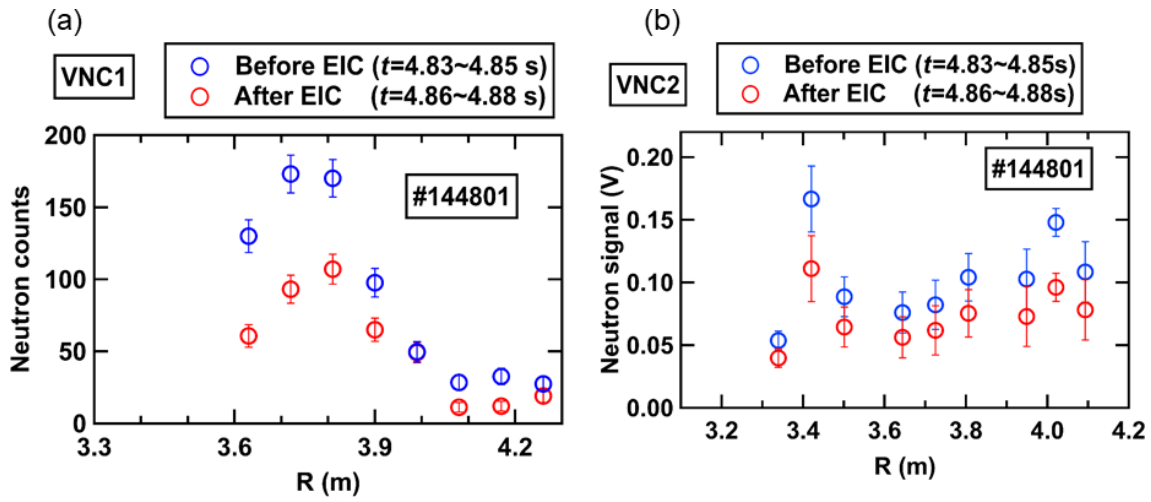 (a)
VNC1
Before EIC (t=4.83~4.85 s)
After EIC (t=4.86~4.88 s)
200
150
100
50
0
Neutron counts
#144801
3.3
3.6
3.9
4.2
R (m)
(b)
VNC2
Before EIC (t=4.83~4.85s)
After EIC (t=4.86~4.88s)
0.20
0.15
0.10
0.05
0.00
Neutron signal (V)
#144801
3.2
3.4
3.6
3.8
4.0
4.2
R (m)